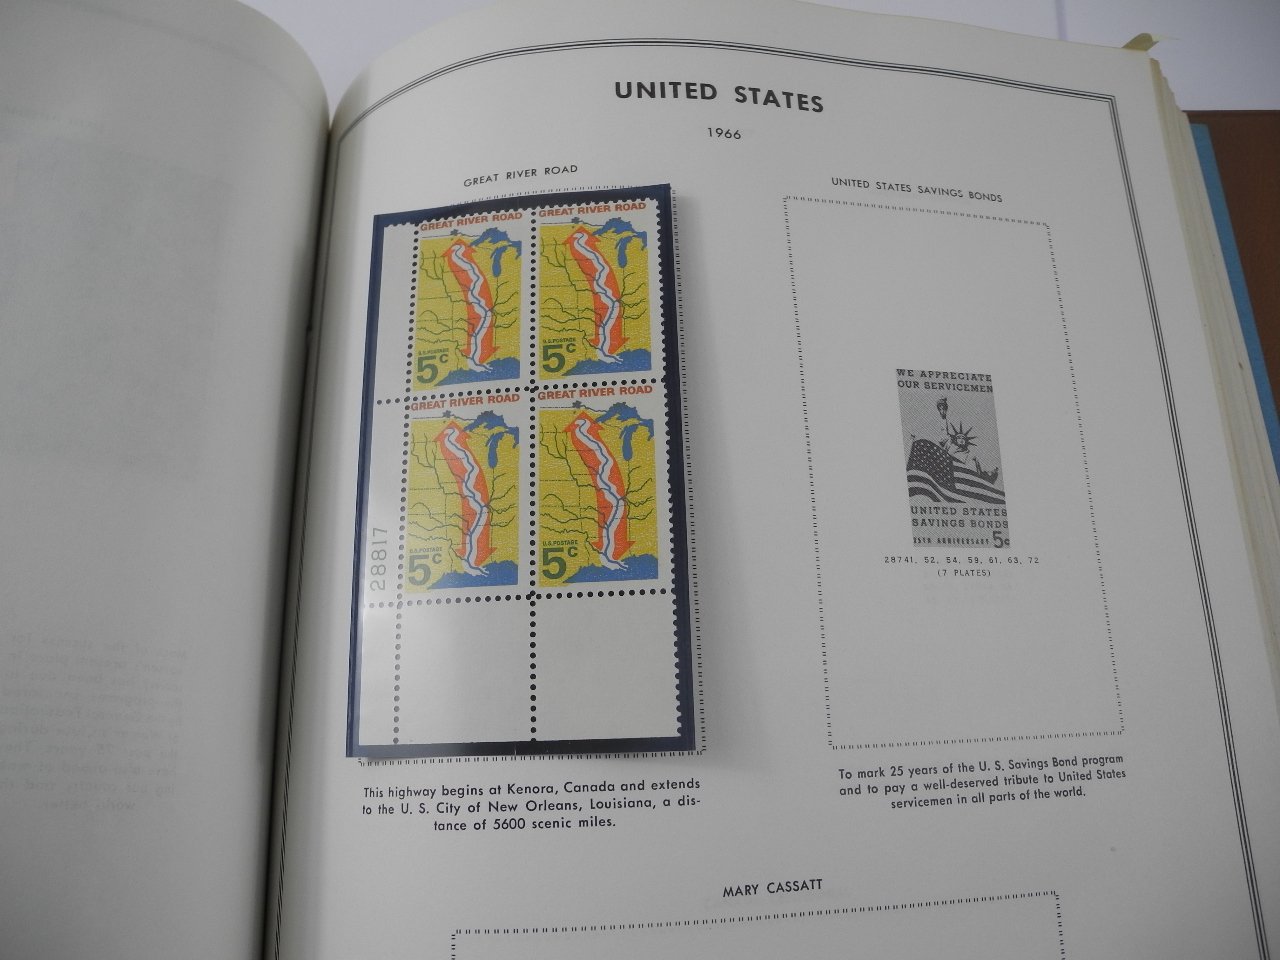 UNITED STATES
1966
GREAT RIVER ROAD
GREAT RIVER ROAD
U.S. POSTAGE
5c
GREAT RIVER ROAD
U.S. POSTAGE
5c
GREAT RIVER ROAD
U.S. POSTAGE
5c
GREAT RIVER ROAD
U.S. POSTAGE
5c
28817
This highway begins at Kenora, Canada and extends
to the U. S. City of New Orleans, Louisiana, a dis-
tance of 5600 scenic miles.
UNITED STATES SAVINGS BONDS
WE APPRECIATE
OUR SERVICEMEN
UNITED STATES
SAVINGS BONDS
25TH ANNIVERSARY 5c
28741, 52, 54, 59, 61, 63, 72
(7 PLATES)
To mark 25 years of the U. S. Savings Bond program
and to pay a well-deserved tribute to United States
servicemen in all parts of the world.
MARY CASSATT